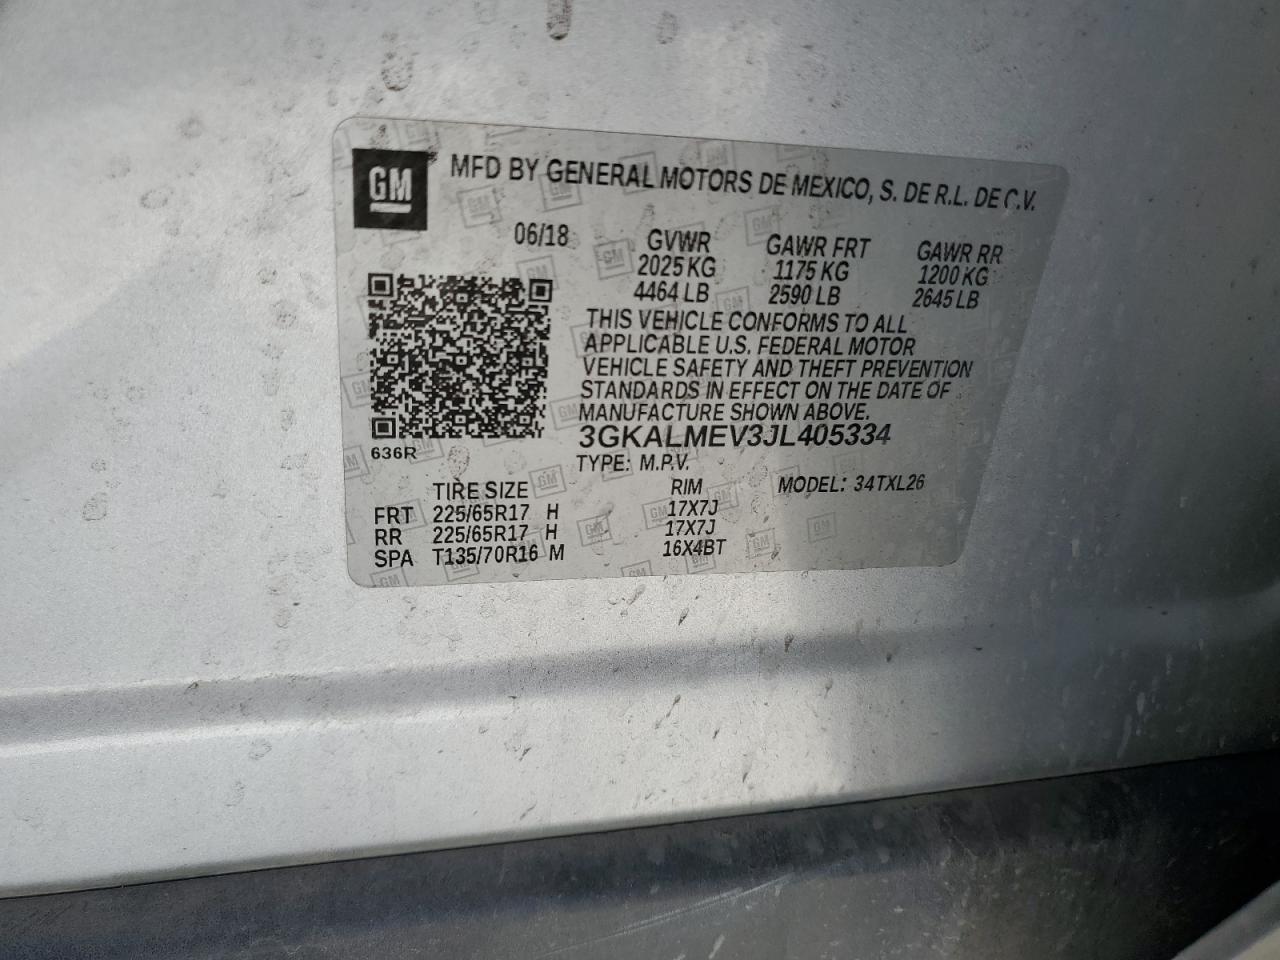 GM
MFD BY GENERAL MOTORS DE MEXICO, S. DE R.L. DE C.V.
06/18
GVWR GAWR FRT GAWR RR
2025 KG 1175 KG 1200 KG
4464 LB 2590 LB 2645 LB
THIS VEHICLE CONFORMS TO ALL
APPLICABLE U.S. FEDERAL MOTOR
VEHICLE SAFETY AND THEFT PREVENTION
STANDARDS IN EFFECT ON THE DATE OF
MANUFACTURE SHOWN ABOVE.
3GKALMEV3JL405334
636R
TYPE: M.P.V.
MODEL: 34TXL26
TIRE SIZE RIM
FRT 225/65R17 H 17X7J
RR 225/65R17 H 17X7J
SPA T135/70R16 M 16X4BT